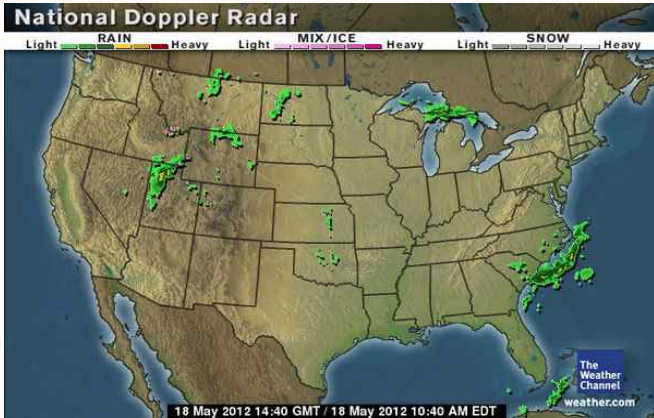 National Doppler Radar
RAIN MIX/ICE SNOW
Light Heavy Light Heavy Light Heavy
The
Weather
Channel
weather.com
18 May 2012 14:40 GMT / 18 May 2012 10:40 AM EDT